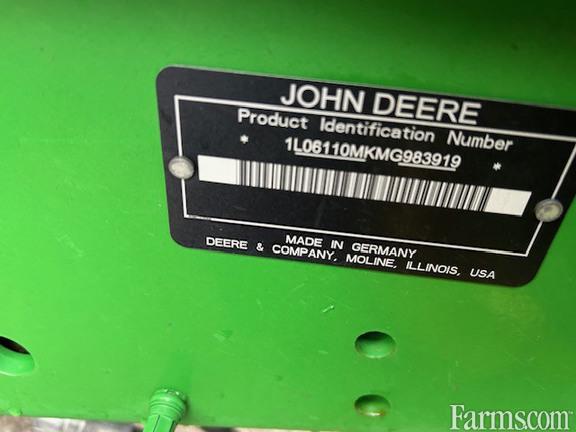 JOHN DEERE
Product Identification Number
* 1L06110MKMG983919 *
MADE IN GERMANY
DEERE & COMPANY, MOLINE, ILLINOIS, USA
Farms.com